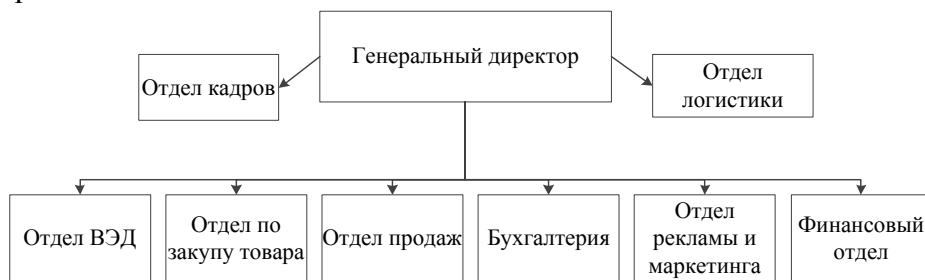 Генеральный директор
Отдел кадров
Отдел
логистики
Отдел ВЭД
Отдел по
закупу товара
Отдел продаж
Бухгалтерия
Отдел
рекламы и
маркетинга
Финансовый
отдел